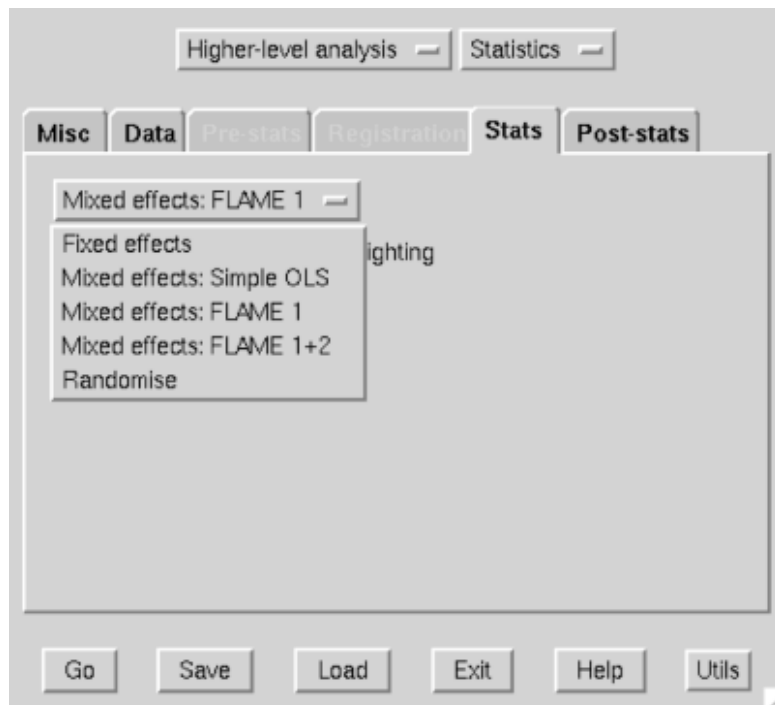 Higher-level analysis Statistics
Misc Data Pre-stats Registration Stats Post-stats
Mixed effects: FLAME 1
Fixed effects
ighting
Mixed effects: Simple OLS
Mixed effects: FLAME 1
Mixed effects: FLAME 1+2
Randomise
Go Save Load Exit Help Utils